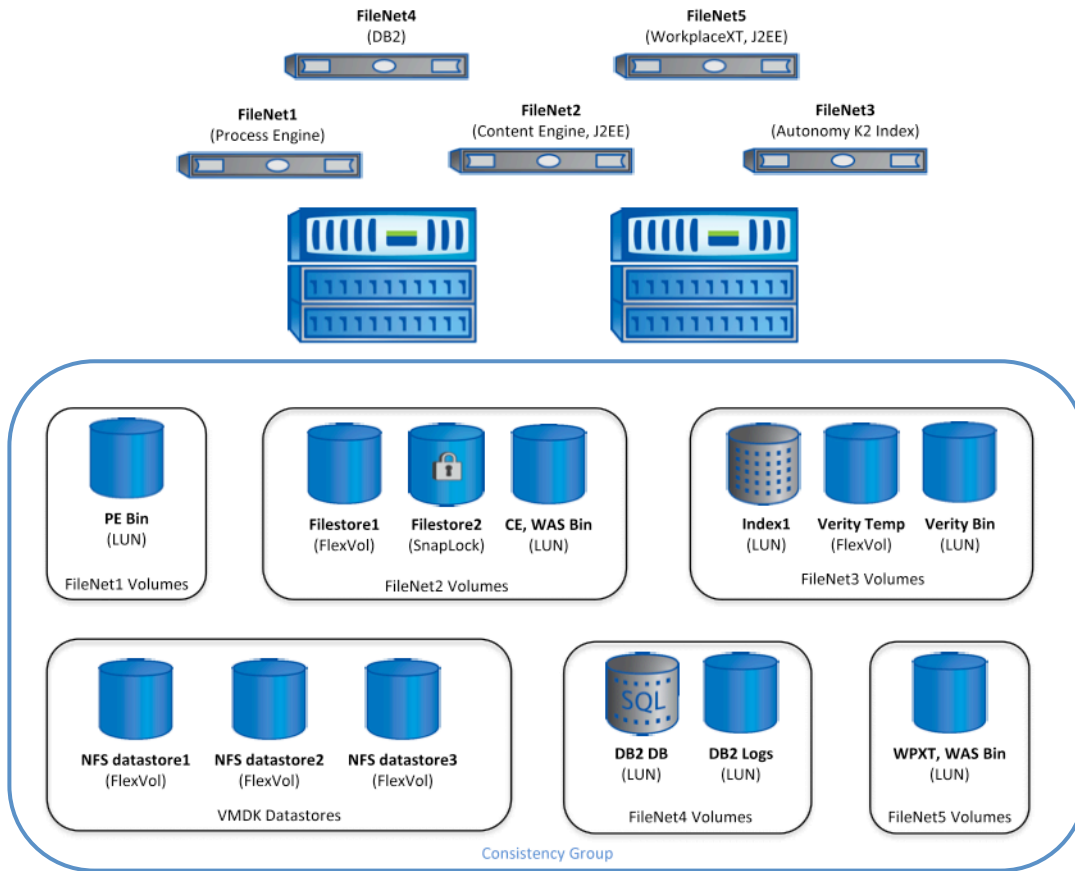 FileNet4
(DB2)
FileNet5
(WorkplaceXT, J2EE)
FileNet1
(Process Engine)
FileNet2
(Content Engine, J2EE)
FileNet3
(Autonomy K2 Index)
PE Bin
(LUN)
FileNet1 Volumes
Filestore1
(FlexVol)
Filestore2
(SnapLock)
CE, WAS Bin
(LUN)
FileNet2 Volumes
Index1
(LUN)
Verity Temp
(FlexVol)
Verity Bin
(LUN)
FileNet3 Volumes
NFS datastore1
(FlexVol)
NFS datastore2
(FlexVol)
NFS datastore3
(FlexVol)
VMDK Datastores
SQL
DB2 DB
(LUN)
DB2 Logs
(LUN)
FileNet4 Volumes
WPXT, WAS Bin
(LUN)
FileNet5 Volumes
Consistency Group